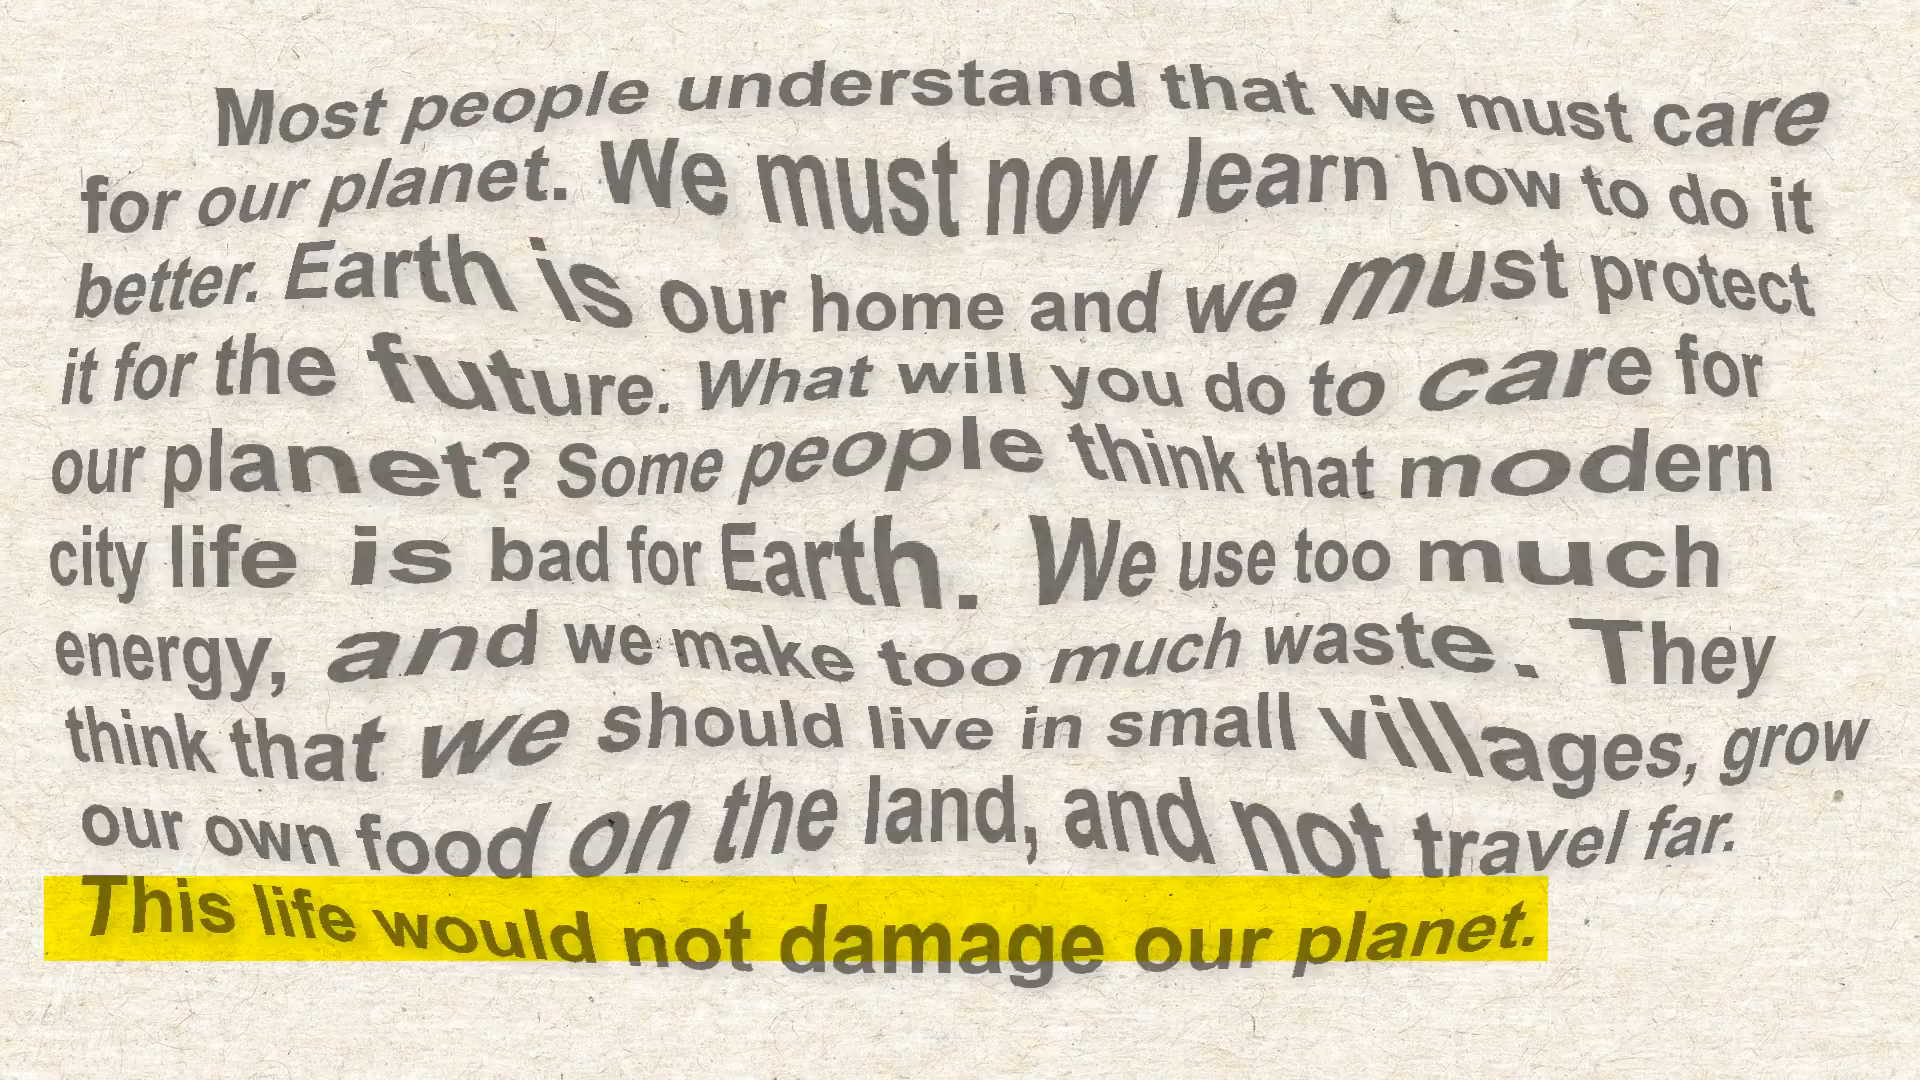 Most people understand that we must care
for our planet. We must now learn how to do it
better. Earth is our home and we must protect
it for the future. What will you do to care for
our planet? Some people think that modern
city life is bad for Earth. We use too much
energy, and we make too much waste. They
think that we should live in small villages, grow
our own food on the land, and not travel far.
This life would not damage our planet.